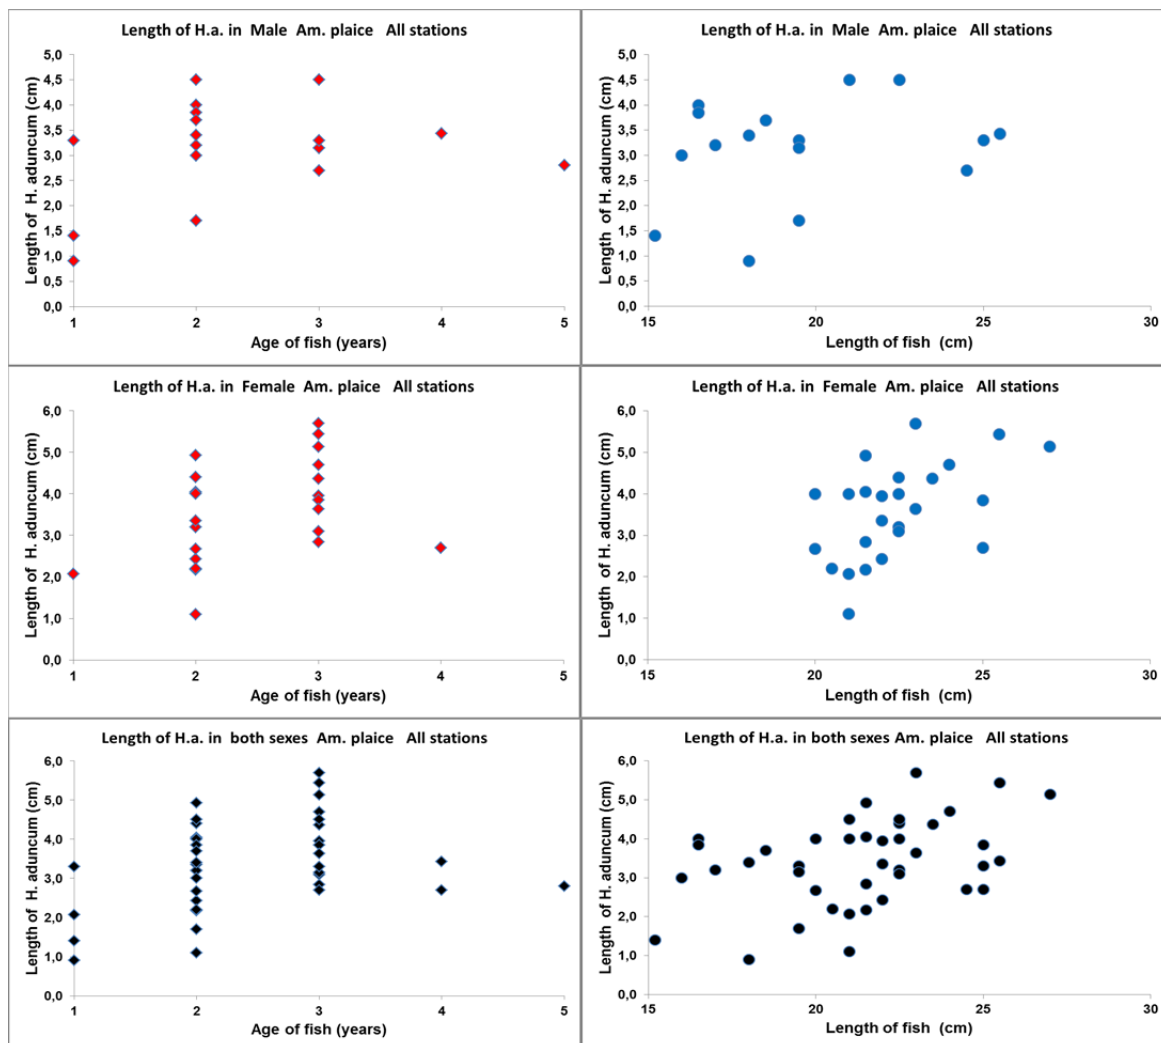 Length of H.a. in Male Am. plaice All stations
Length of H. aduncum (cm)
5,0
4,5
4,0
3,5
3,0
2,5
2,0
1,5
1,0
0,5
0,0
1 2 3 4 5
Age of fish (years)
Length of H.a. in Male Am. plaice All stations
Length of H. aduncum (cm)
5,0
4,5
4,0
3,5
3,0
2,5
2,0
1,5
1,0
0,5
0,0
15 20 25 30
Length of fish (cm)
Length of H.a. in Female Am. plaice All stations
Length of H. aduncum (cm)
6,0
5,0
4,0
3,0
2,0
1,0
0,0
1 2 3 4 5
Age of fish (years)
Length of H.a. in Female Am. plaice All stations
Length of H. aduncum (cm)
6,0
5,0
4,0
3,0
2,0
1,0
0,0
15 20 25 30
Length of fish (cm)
Length of H.a. in both sexes Am. plaice All stations
Length of H. aduncum (cm)
6,0
5,0
4,0
3,0
2,0
1,0
0,0
1 2 3 4 5
Age of fish (years)
Length of H.a. in both sexes Am. plaice All stations
Length of H. aduncum (cm)
6,0
5,0
4,0
3,0
2,0
1,0
0,0
15 20 25 30
Length of fish (cm)